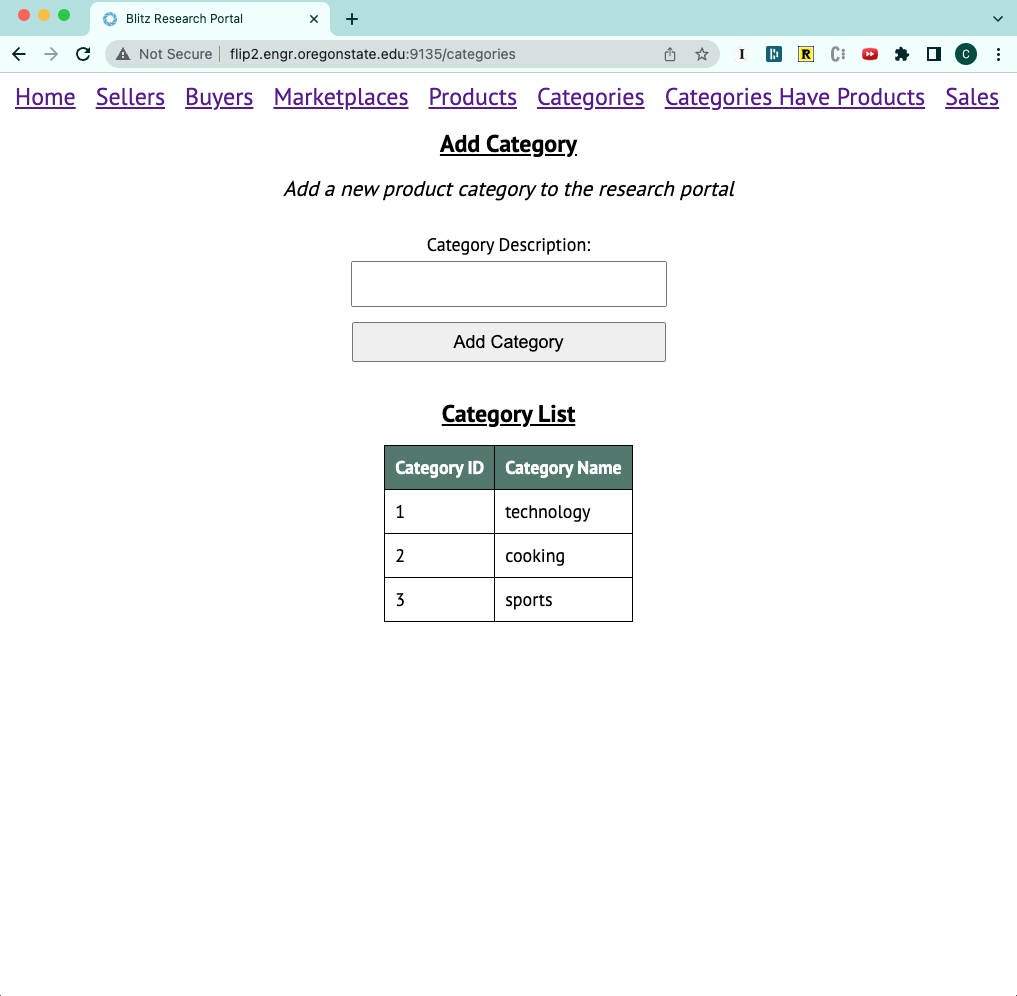 Blitz Research Portal
Not Secure flip2.engr.oregonstate.edu:9135/categories
Home Sellers Buyers Marketplaces Products Categories Categories Have Products Sales
Add Category
Add a new product category to the research portal
Category Description:
Add Category
Category List
Category ID Category Name
1 technology
2 cooking
3 sports